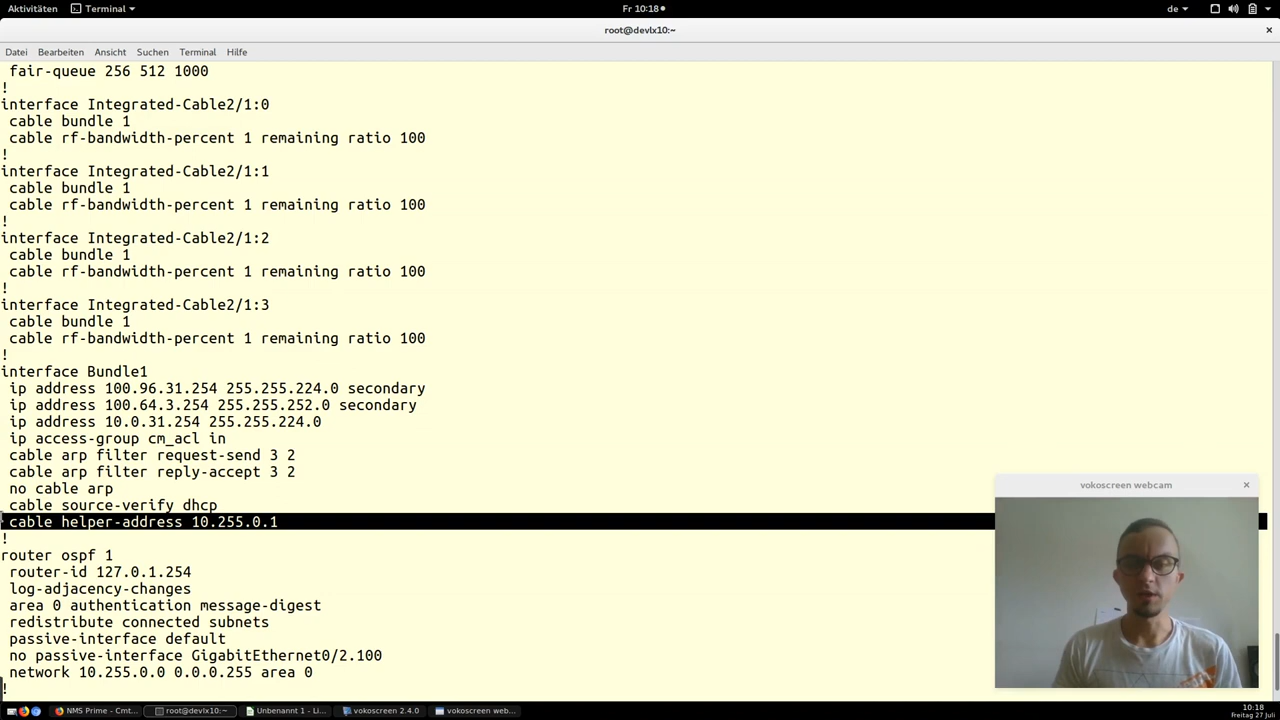 Aktivitäten Terminal Fr 10:18 de
root@devlx10:~
Datei Bearbeiten Ansicht Suchen Terminal Hilfe
fair-queue 256 512 1000
!
interface Integrated-Cable2/1:0
cable bundle 1
cable rf-bandwidth-percent 1 remaining ratio 100
!
interface Integrated-Cable2/1:1
cable bundle 1
cable rf-bandwidth-percent 1 remaining ratio 100
!
interface Integrated-Cable2/1:2
cable bundle 1
cable rf-bandwidth-percent 1 remaining ratio 100
!
interface Integrated-Cable2/1:3
cable bundle 1
cable rf-bandwidth-percent 1 remaining ratio 100
!
interface Bundle1
ip address 100.96.31.254 255.255.224.0 secondary
ip address 100.64.3.254 255.255.252.0 secondary
ip address 10.0.31.254 255.255.224.0
ip access-group cm_acl in
cable arp filter request-send 3 2
cable arp filter reply-accept 3 2
no cable arp
cable source-verify dhcp
cable helper-address 10.255.0.1
!
router ospf 1
router-id 127.0.1.254
log-adjacency-changes
area 0 authentication message-digest
redistribute connected subnets
passive-interface default
no passive-interface GigabitEthernet0/2.100
network 10.255.0.0 0.0.0.255 area 0
!
vokoscreen webcam
NMS Prime - Cmt... root@devlx10:~ Unbenannt 1 - Li... vokoscreen 2.4.0 vokoscreen web... 10:18
Freitag 27 Juli